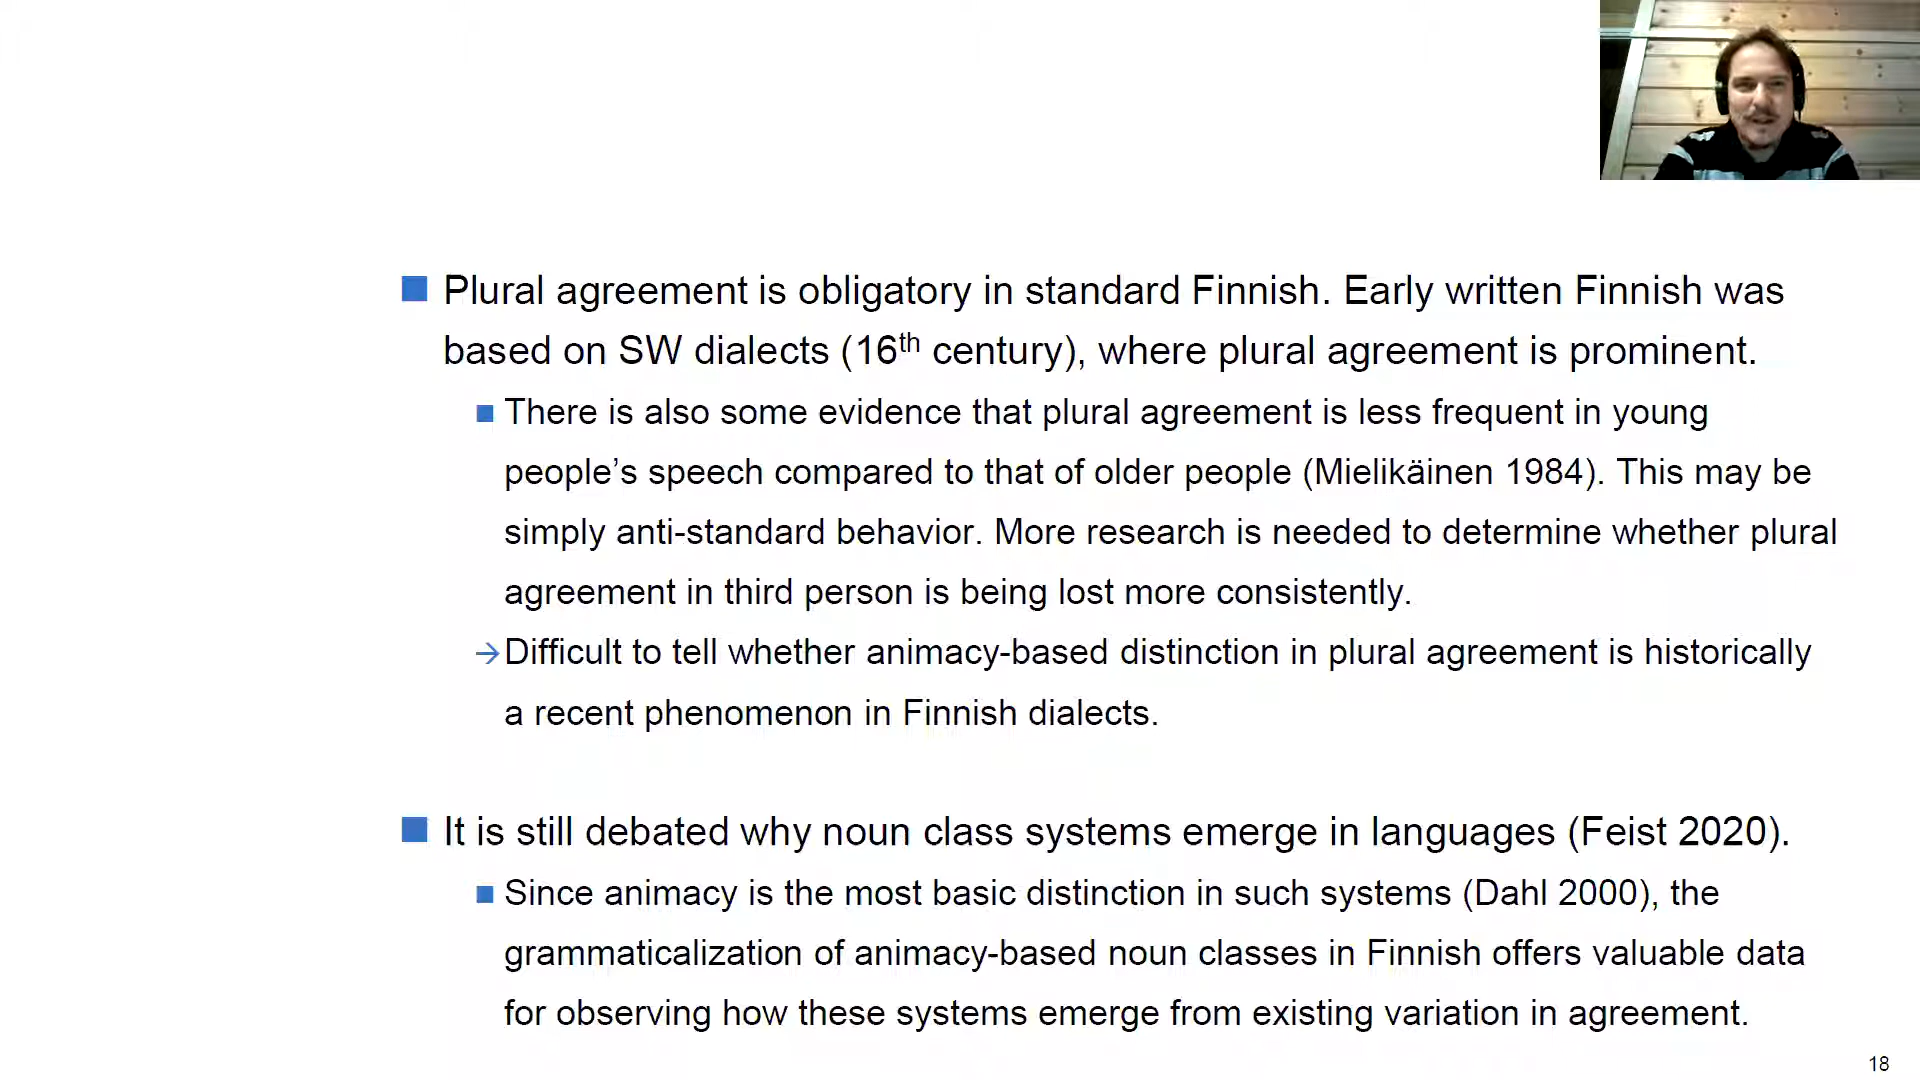 Plural agreement is obligatory in standard Finnish. Early written Finnish was
based on SW dialects (16th century), where plural agreement is prominent.
There is also some evidence that plural agreement is less frequent in young
people’s speech compared to that of older people (Mielikäinen 1984). This may be
simply anti-standard behavior. More research is needed to determine whether plural
agreement in third person is being lost more consistently.
→Difficult to tell whether animacy-based distinction in plural agreement is historically
a recent phenomenon in Finnish dialects.
It is still debated why noun class systems emerge in languages (Feist 2020).
Since animacy is the most basic distinction in such systems (Dahl 2000), the
grammaticalization of animacy-based noun classes in Finnish offers valuable data
for observing how these systems emerge from existing variation in agreement.
18